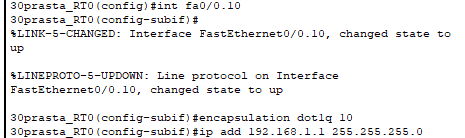 30prasta_RT0(config)#int fa0/0.10
30prasta_RT0(config-subif)#
%LINK-5-CHANGED: Interface FastEthernet0/0.10, changed state to
up
%LINEPROTO-5-UPDOWN: Line protocol on Interface
FastEthernet0/0.10, changed state to up
30prasta_RT0(config-subif)#encapsulation dot1q 10
30prasta_RT0(config-subif)#ip add 192.168.1.1 255.255.255.0